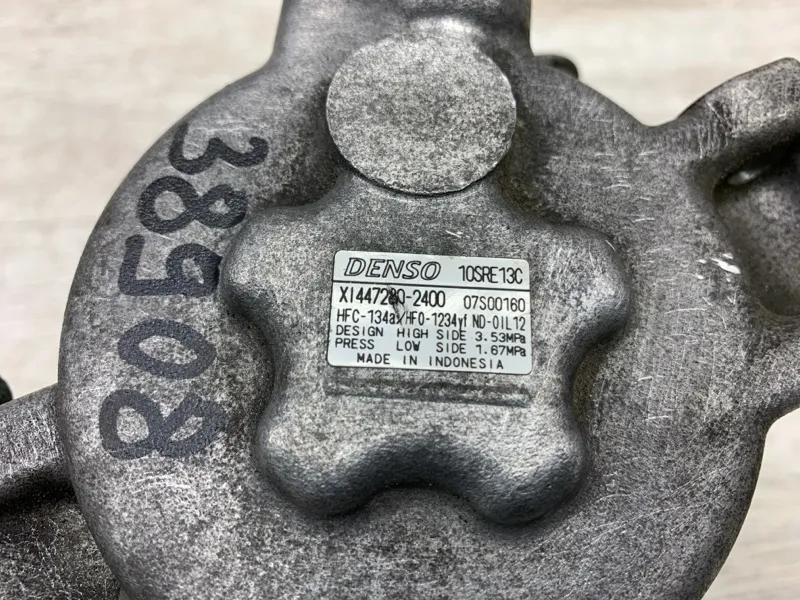 DENSO 10SRE13C
XI447280-2400 07S00160
HFC-134a/HFO-1234yf ND-OIL12
DESIGN HIGH SIDE 3.53MPa
PRESS LOW SIDE 1.67MPa
MADE IN INDONESIA
38508